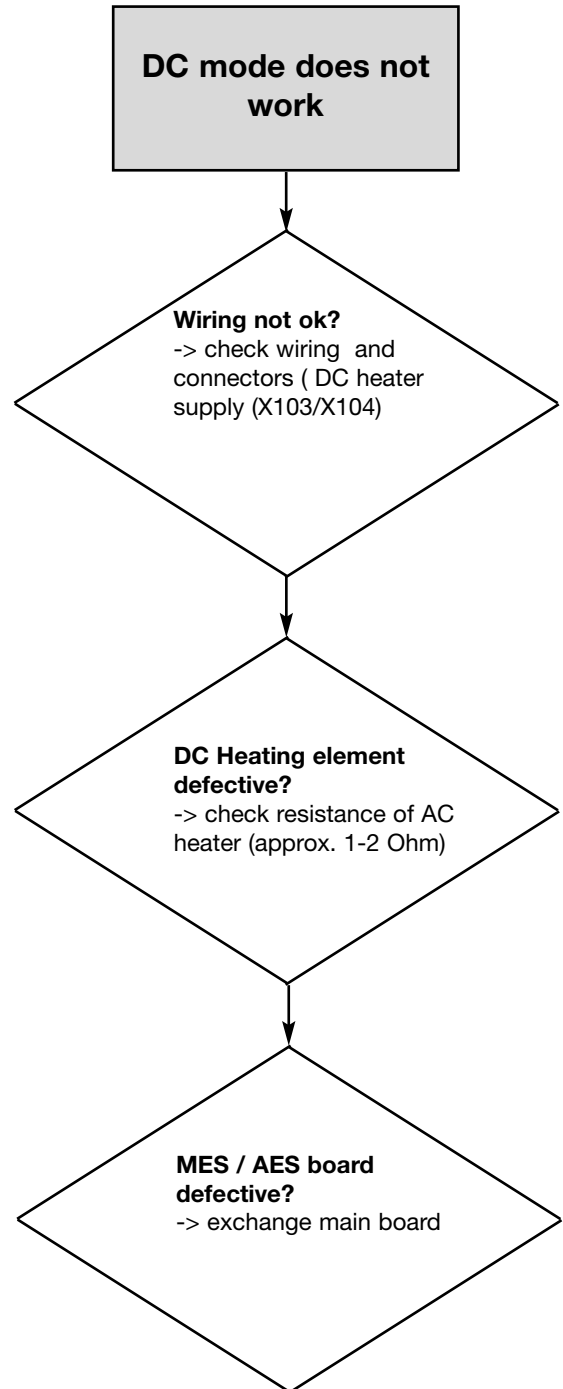 DC mode does not
work
Wiring not ok?
-> check wiring and
connectors ( DC heater
supply (X103/X104)
DC Heating element
defective?
-> check resistance of AC
heater (approx. 1-2 Ohm)
MES / AES board
defective?
-> exchange main board